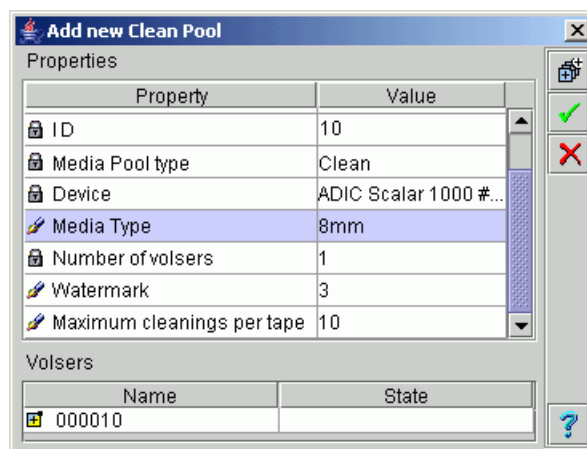 Add new Clean Pool
Properties
Property Value
ID 10
Media Pool type Clean
Device ADIC Scalar 1000 #...
Media Type 8mm
Number of volsers 1
Watermark 3
Maximum cleanings per tape 10
Volsers
Name State
000010